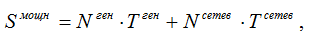 S^мощн = N^ген · T^ген + N^сетев · T^сетев ,